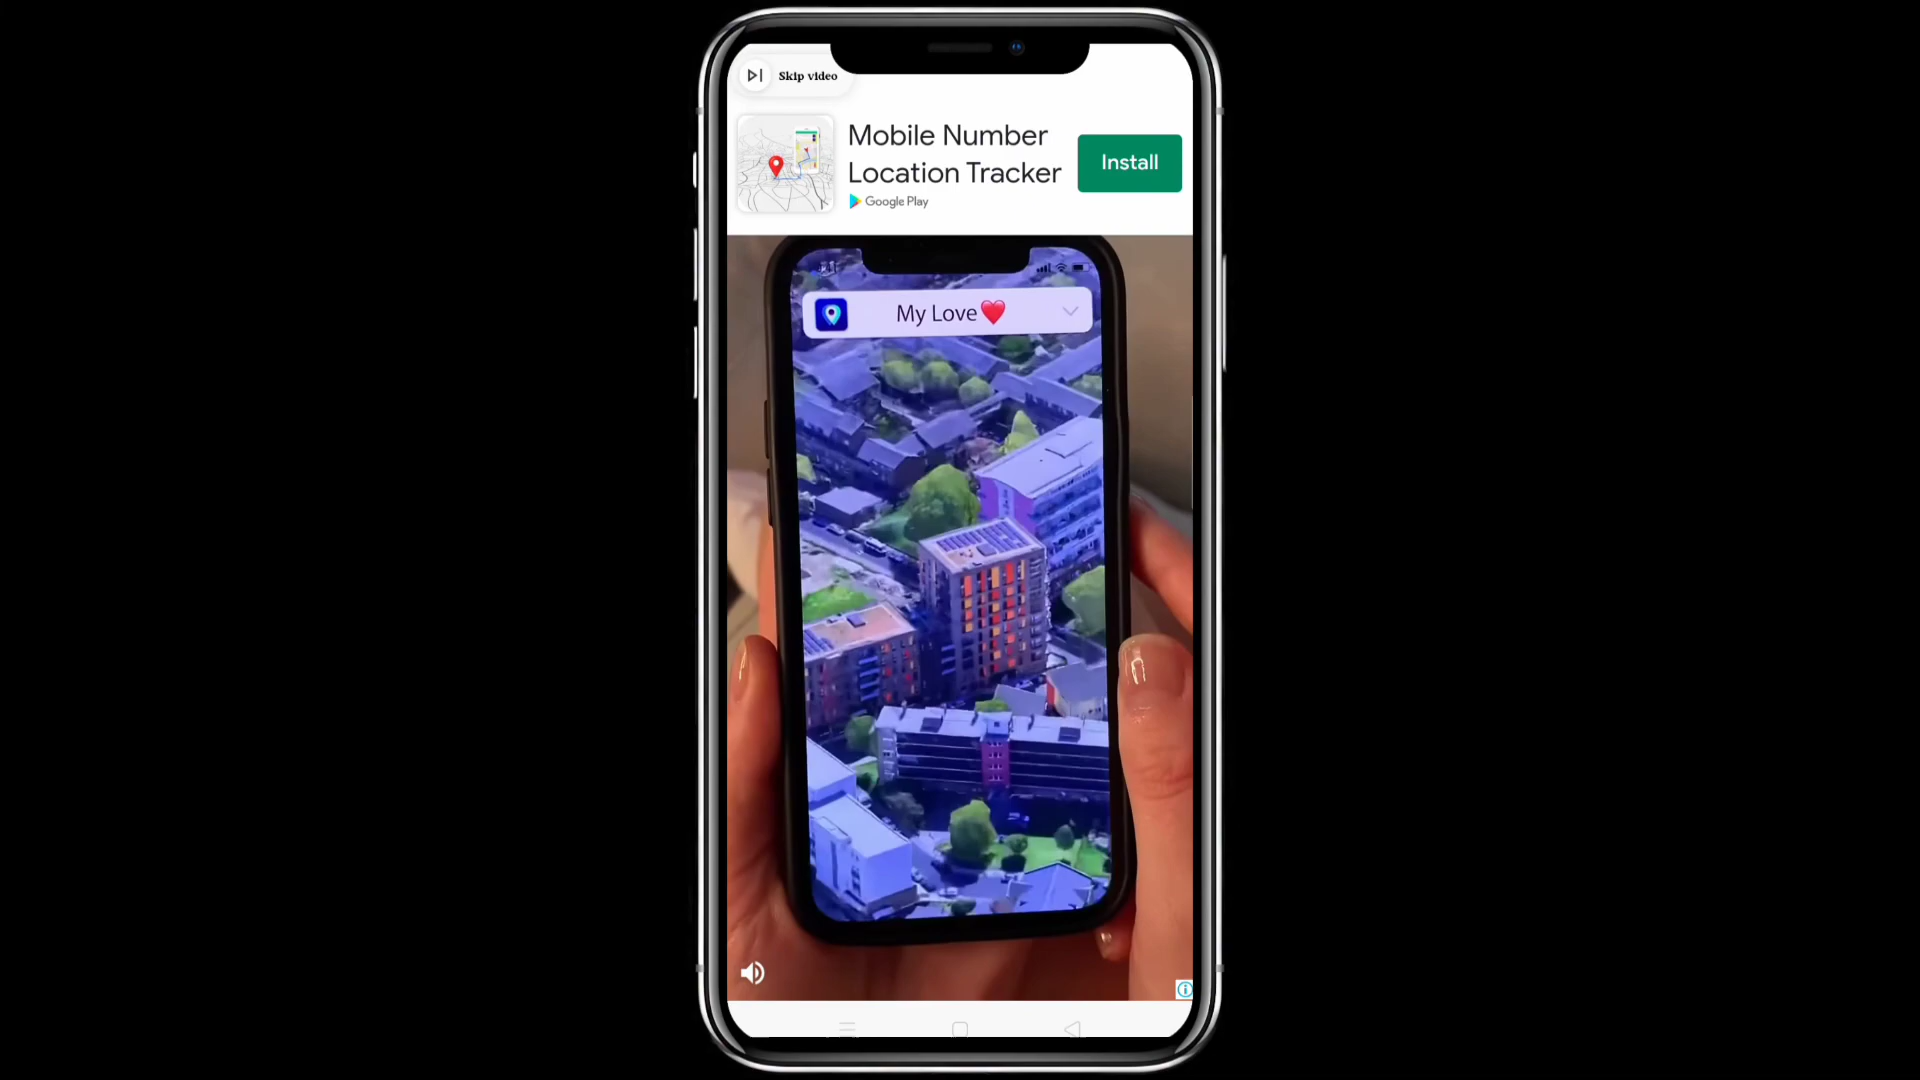 Skip video
Mobile Number
Location Tracker
Install
Google Play
My Love❤️